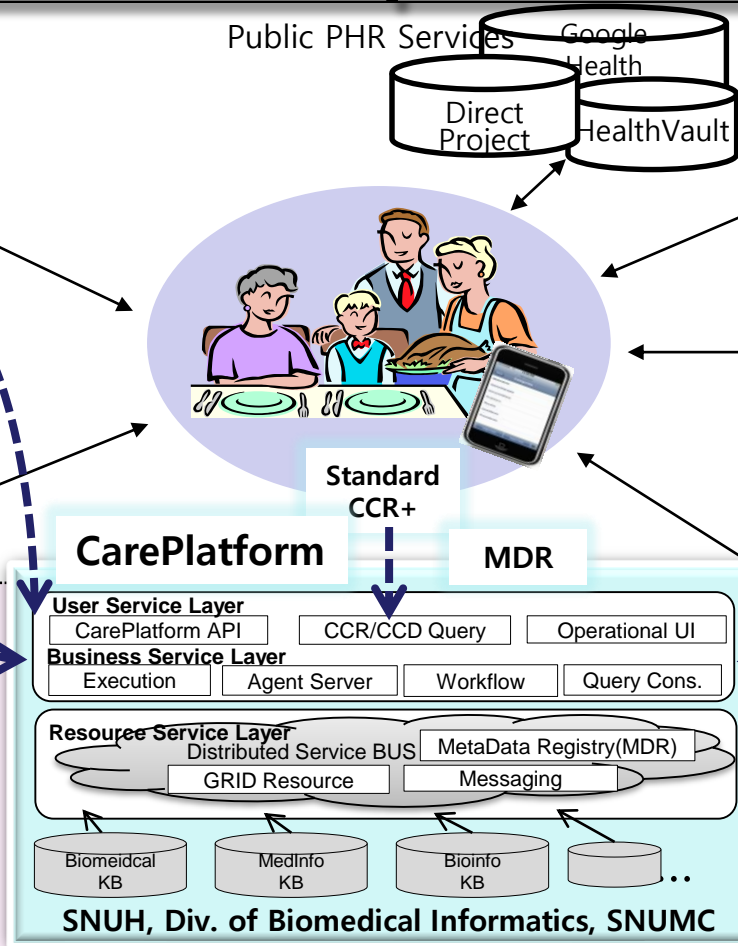 Public PHR Services
Google
Health
Direct
Project
HealthVault
Standard
CCR+
CarePlatform
MDR
User Service Layer
CarePlatform API
CCR/CCD Query
Operational UI
Business Service Layer
Execution
Agent Server
Workflow
Query Cons.
Resource Service Layer
Distributed Service BUS
MetaData Registry(MDR)
GRID Resource
Messaging
Biomeidcal
KB
MedInfo
KB
Bioinfo
KB
...
SNUH, Div. of Biomedical Informatics, SNUMC